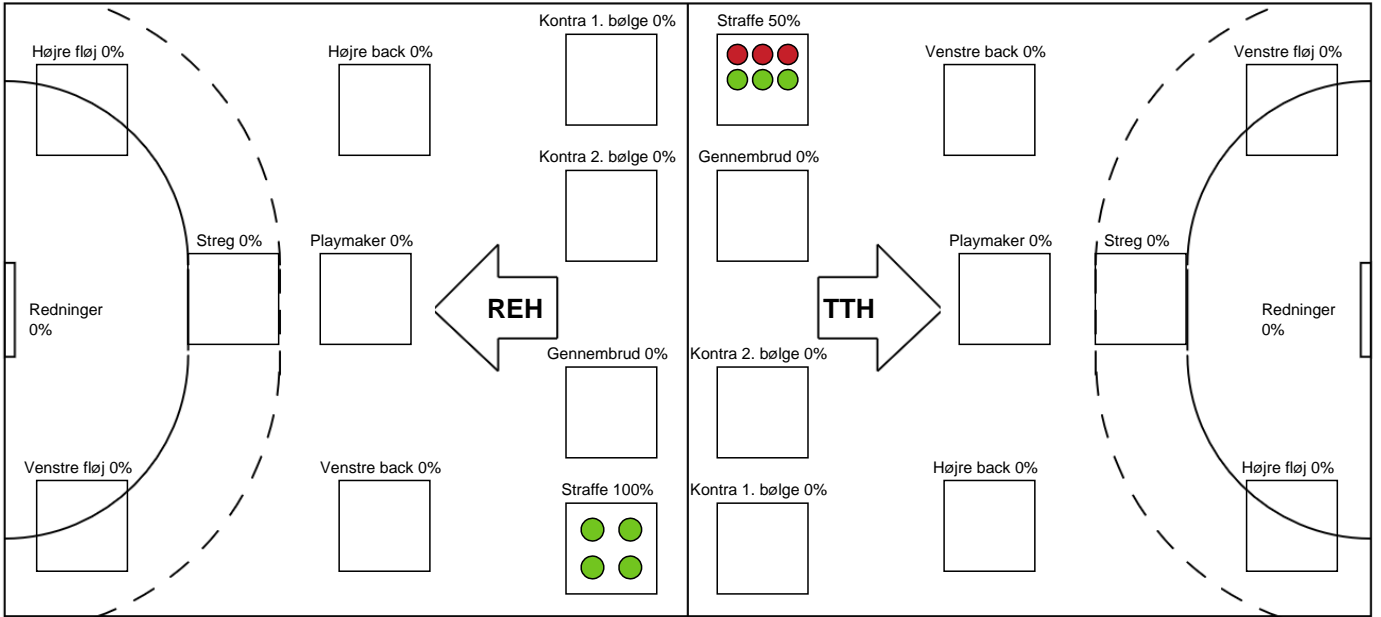 Kontra 1. bølge 0%
Straffe 50%
Højre fløj 0%
Højre back 0%
Venstre back 0%
Venstre fløj 0%
Kontra 2. bølge 0%
Gennembrud 0%
Streg 0%
Playmaker 0%
Playmaker 0%
Streg 0%
Redninger
0%
REH
TTH
Redninger
0%
Gennembrud 0%
Kontra 2. bølge 0%
Venstre fløj 0%
Venstre back 0%
Højre back 0%
Højre fløj 0%
Straffe 100%
Kontra 1. bølge 0%